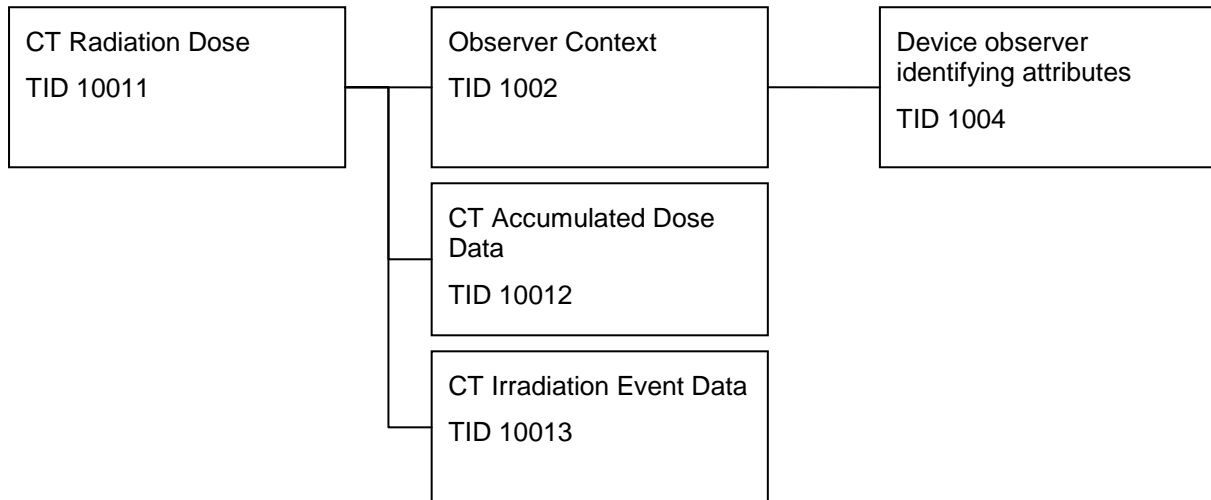 CT Radiation Dose
TID 10011
Observer Context
TID 1002
Device observer
identifying attributes
TID 1004
CT Accumulated Dose
Data
TID 10012
CT Irradiation Event Data
TID 10013